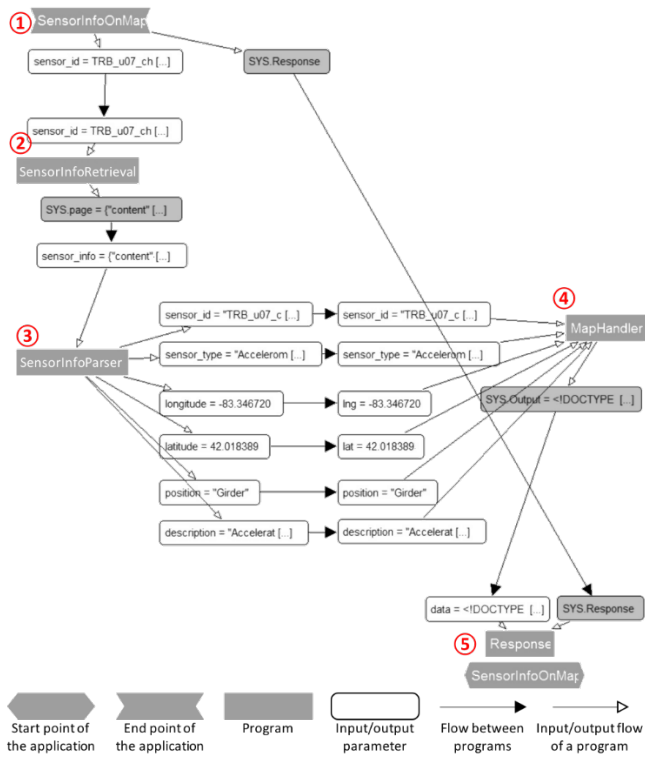 ① SensorInfoOnMap
sensor_id = TRB_u07_ch [...]
SYS.Response
sensor_id = TRB_u07_ch [...]
②
SensorInfoRetrieval
SYS.page = {"content" [...]
sensor_info = {"content" [...]
③
SensorInfoParser
sensor_id = "TRB_u07_c [...]
sensor_id = "TRB_u07_c [...]
④
MapHandler
sensor_type = "Accelerom [...]
sensor_type = "Accelerom [...]
longitude = -83.346720
lng = -83.346720
SYS.Output = <!DOCTYPE [...]
latitude = 42.018389
lat = 42.018389
position = "Girder"
position = "Girder"
description = "Accelerat [...]
description = "Accelerat [...]
data = <!DOCTYPE [...]
SYS.Response
⑤ Response
SensorInfoOnMap
Start point of
the application
End point of
the application
Program
Input/output
parameter
Flow between
programs
Input/output flow
of a program